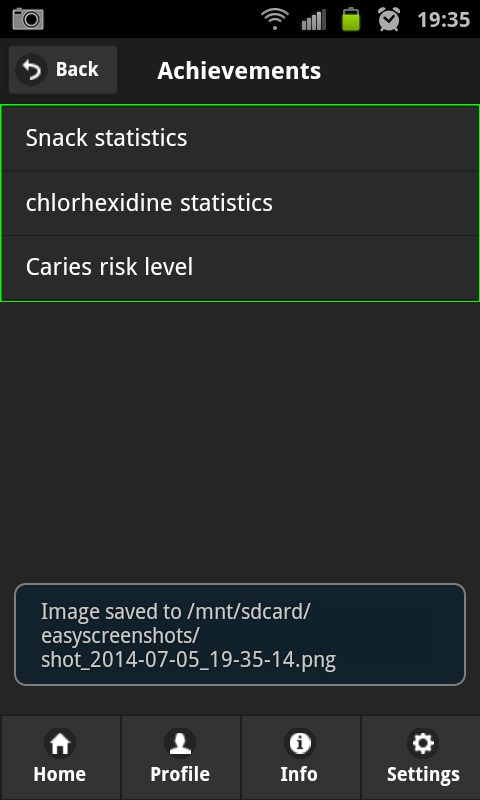 19:35
Back
Achievements
Snack statistics
chlorhexidine statistics
Caries risk level
Image saved to /mnt/sdcard/
easyscreenshots/
shot_2014-07-05_19-35-14.png
Home
Profile
Info
Settings